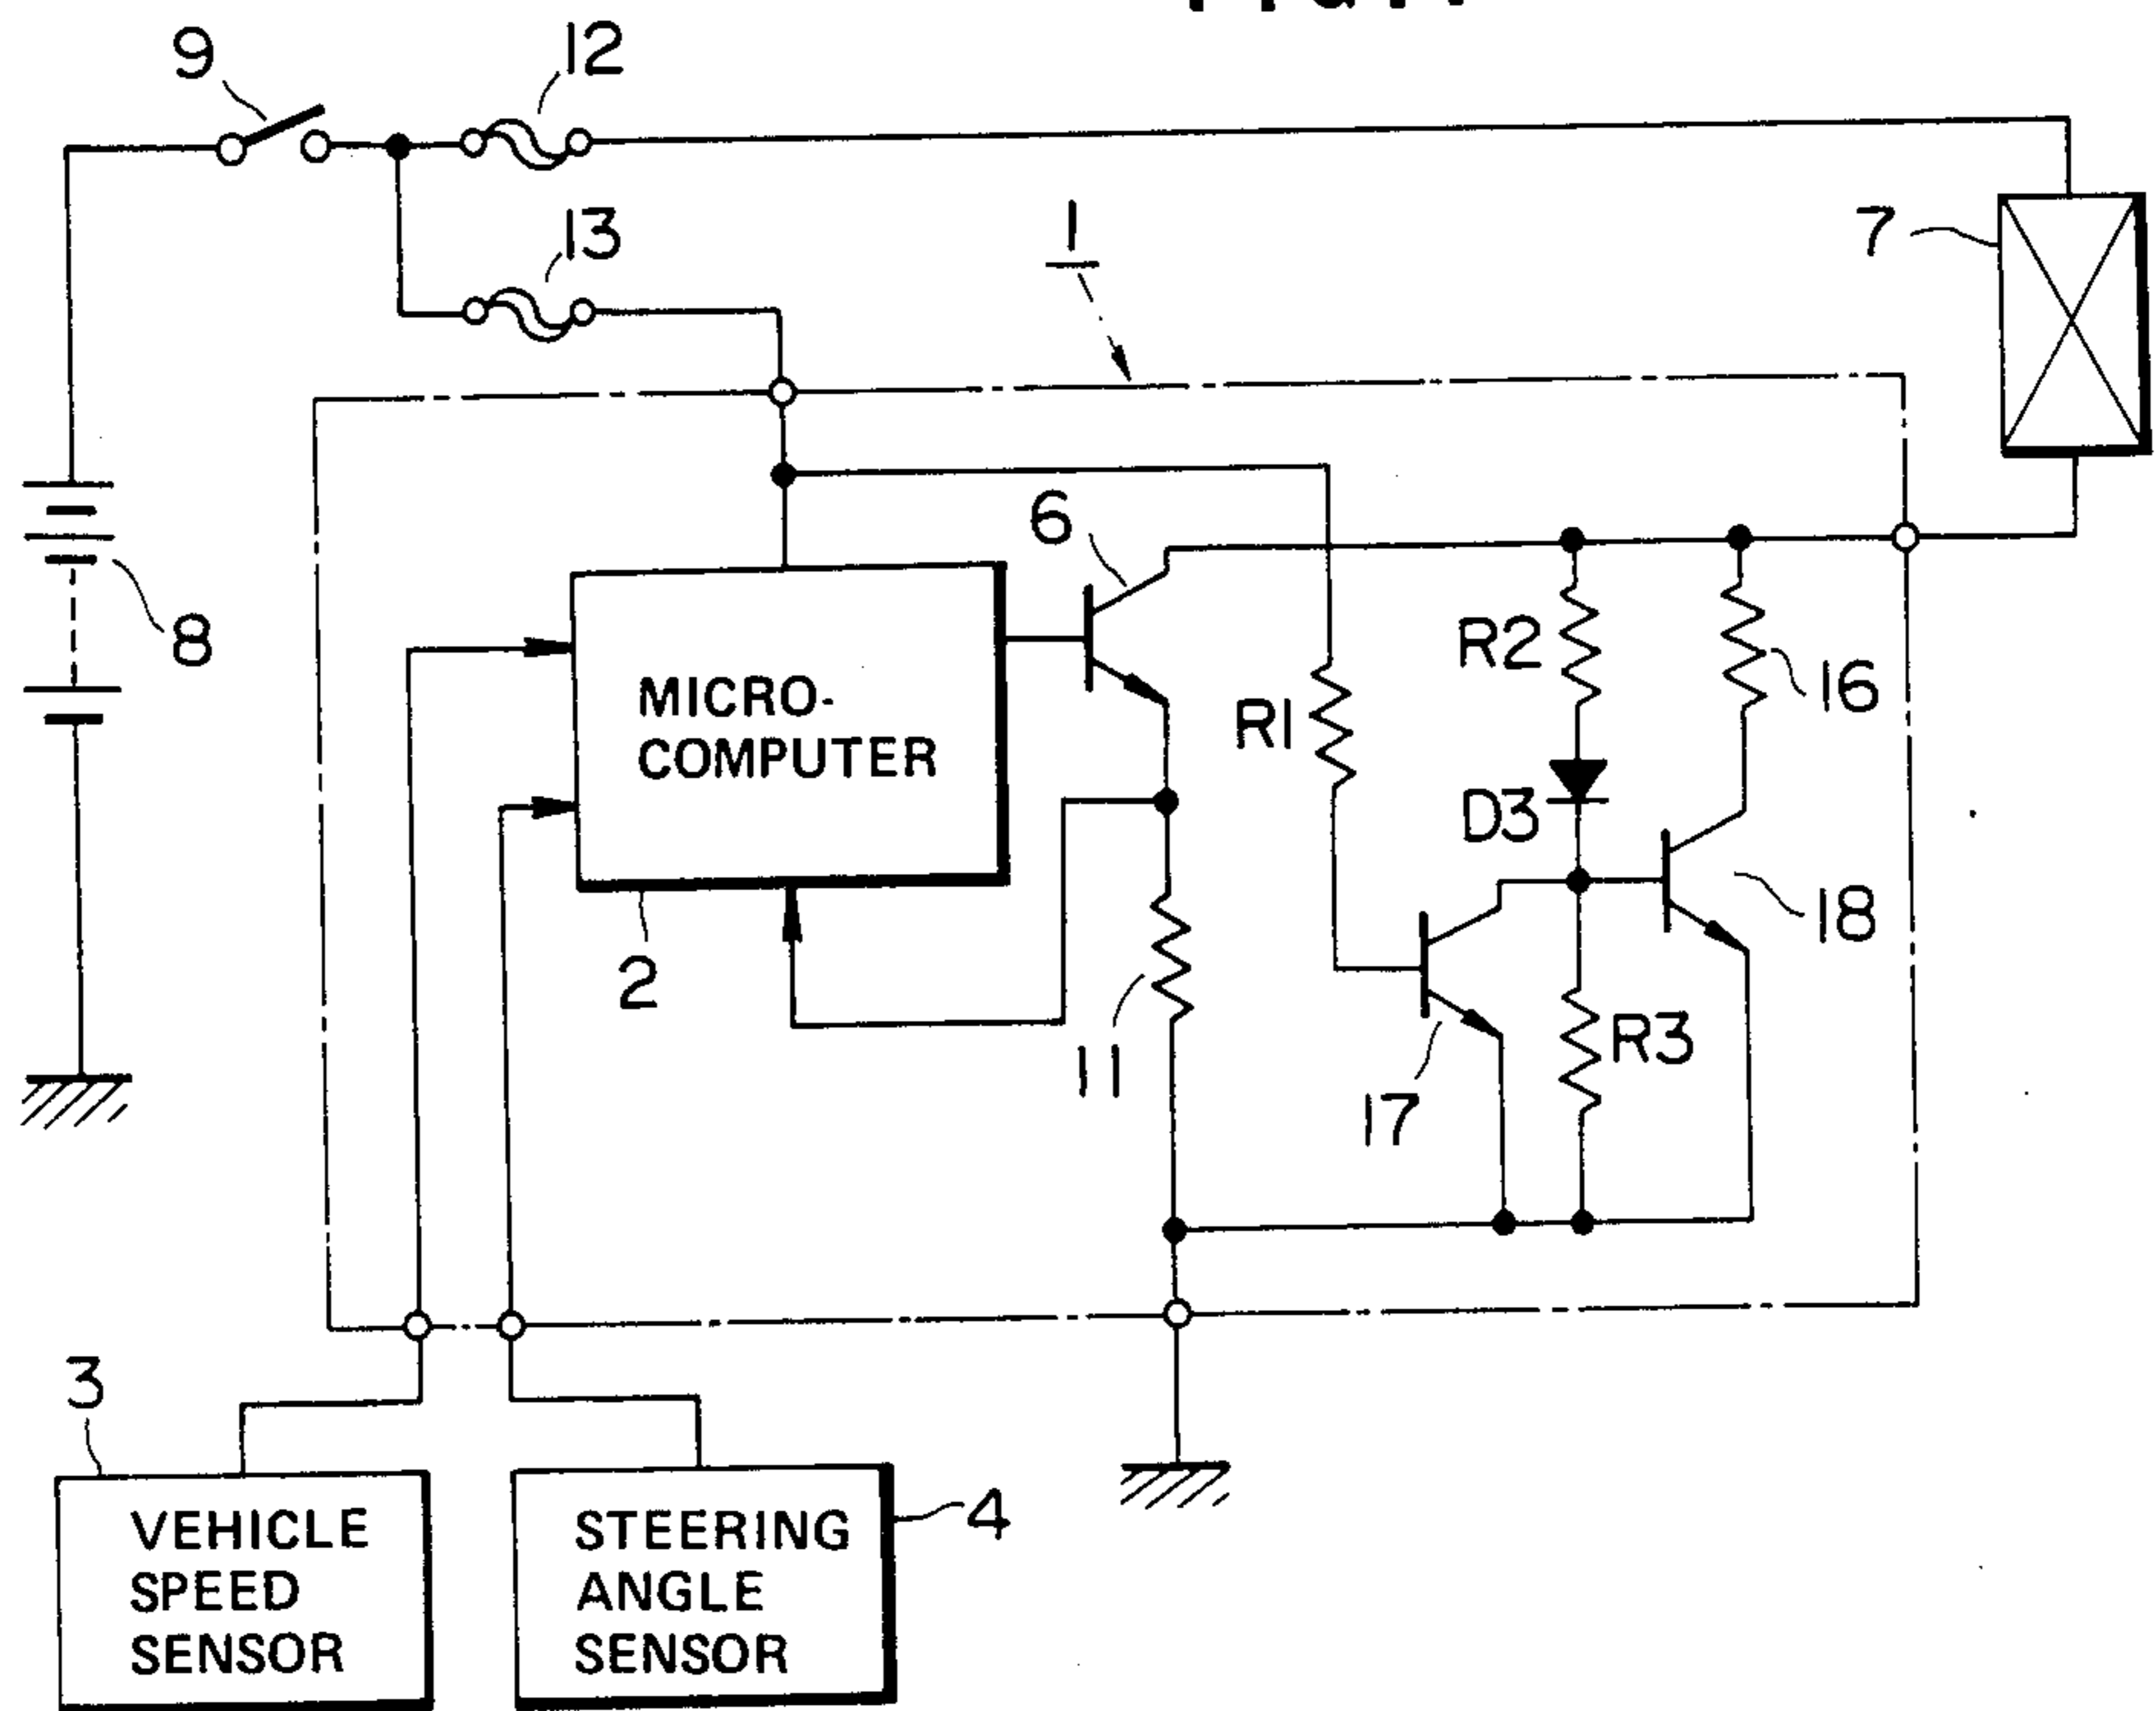 9
12
13
1
7
6
8
MICRO-
COMPUTER
R1
R2
16
D3
18
2
11
17
R3
3
4
VEHICLE
SPEED
SENSOR
STEERING
ANGLE
SENSOR